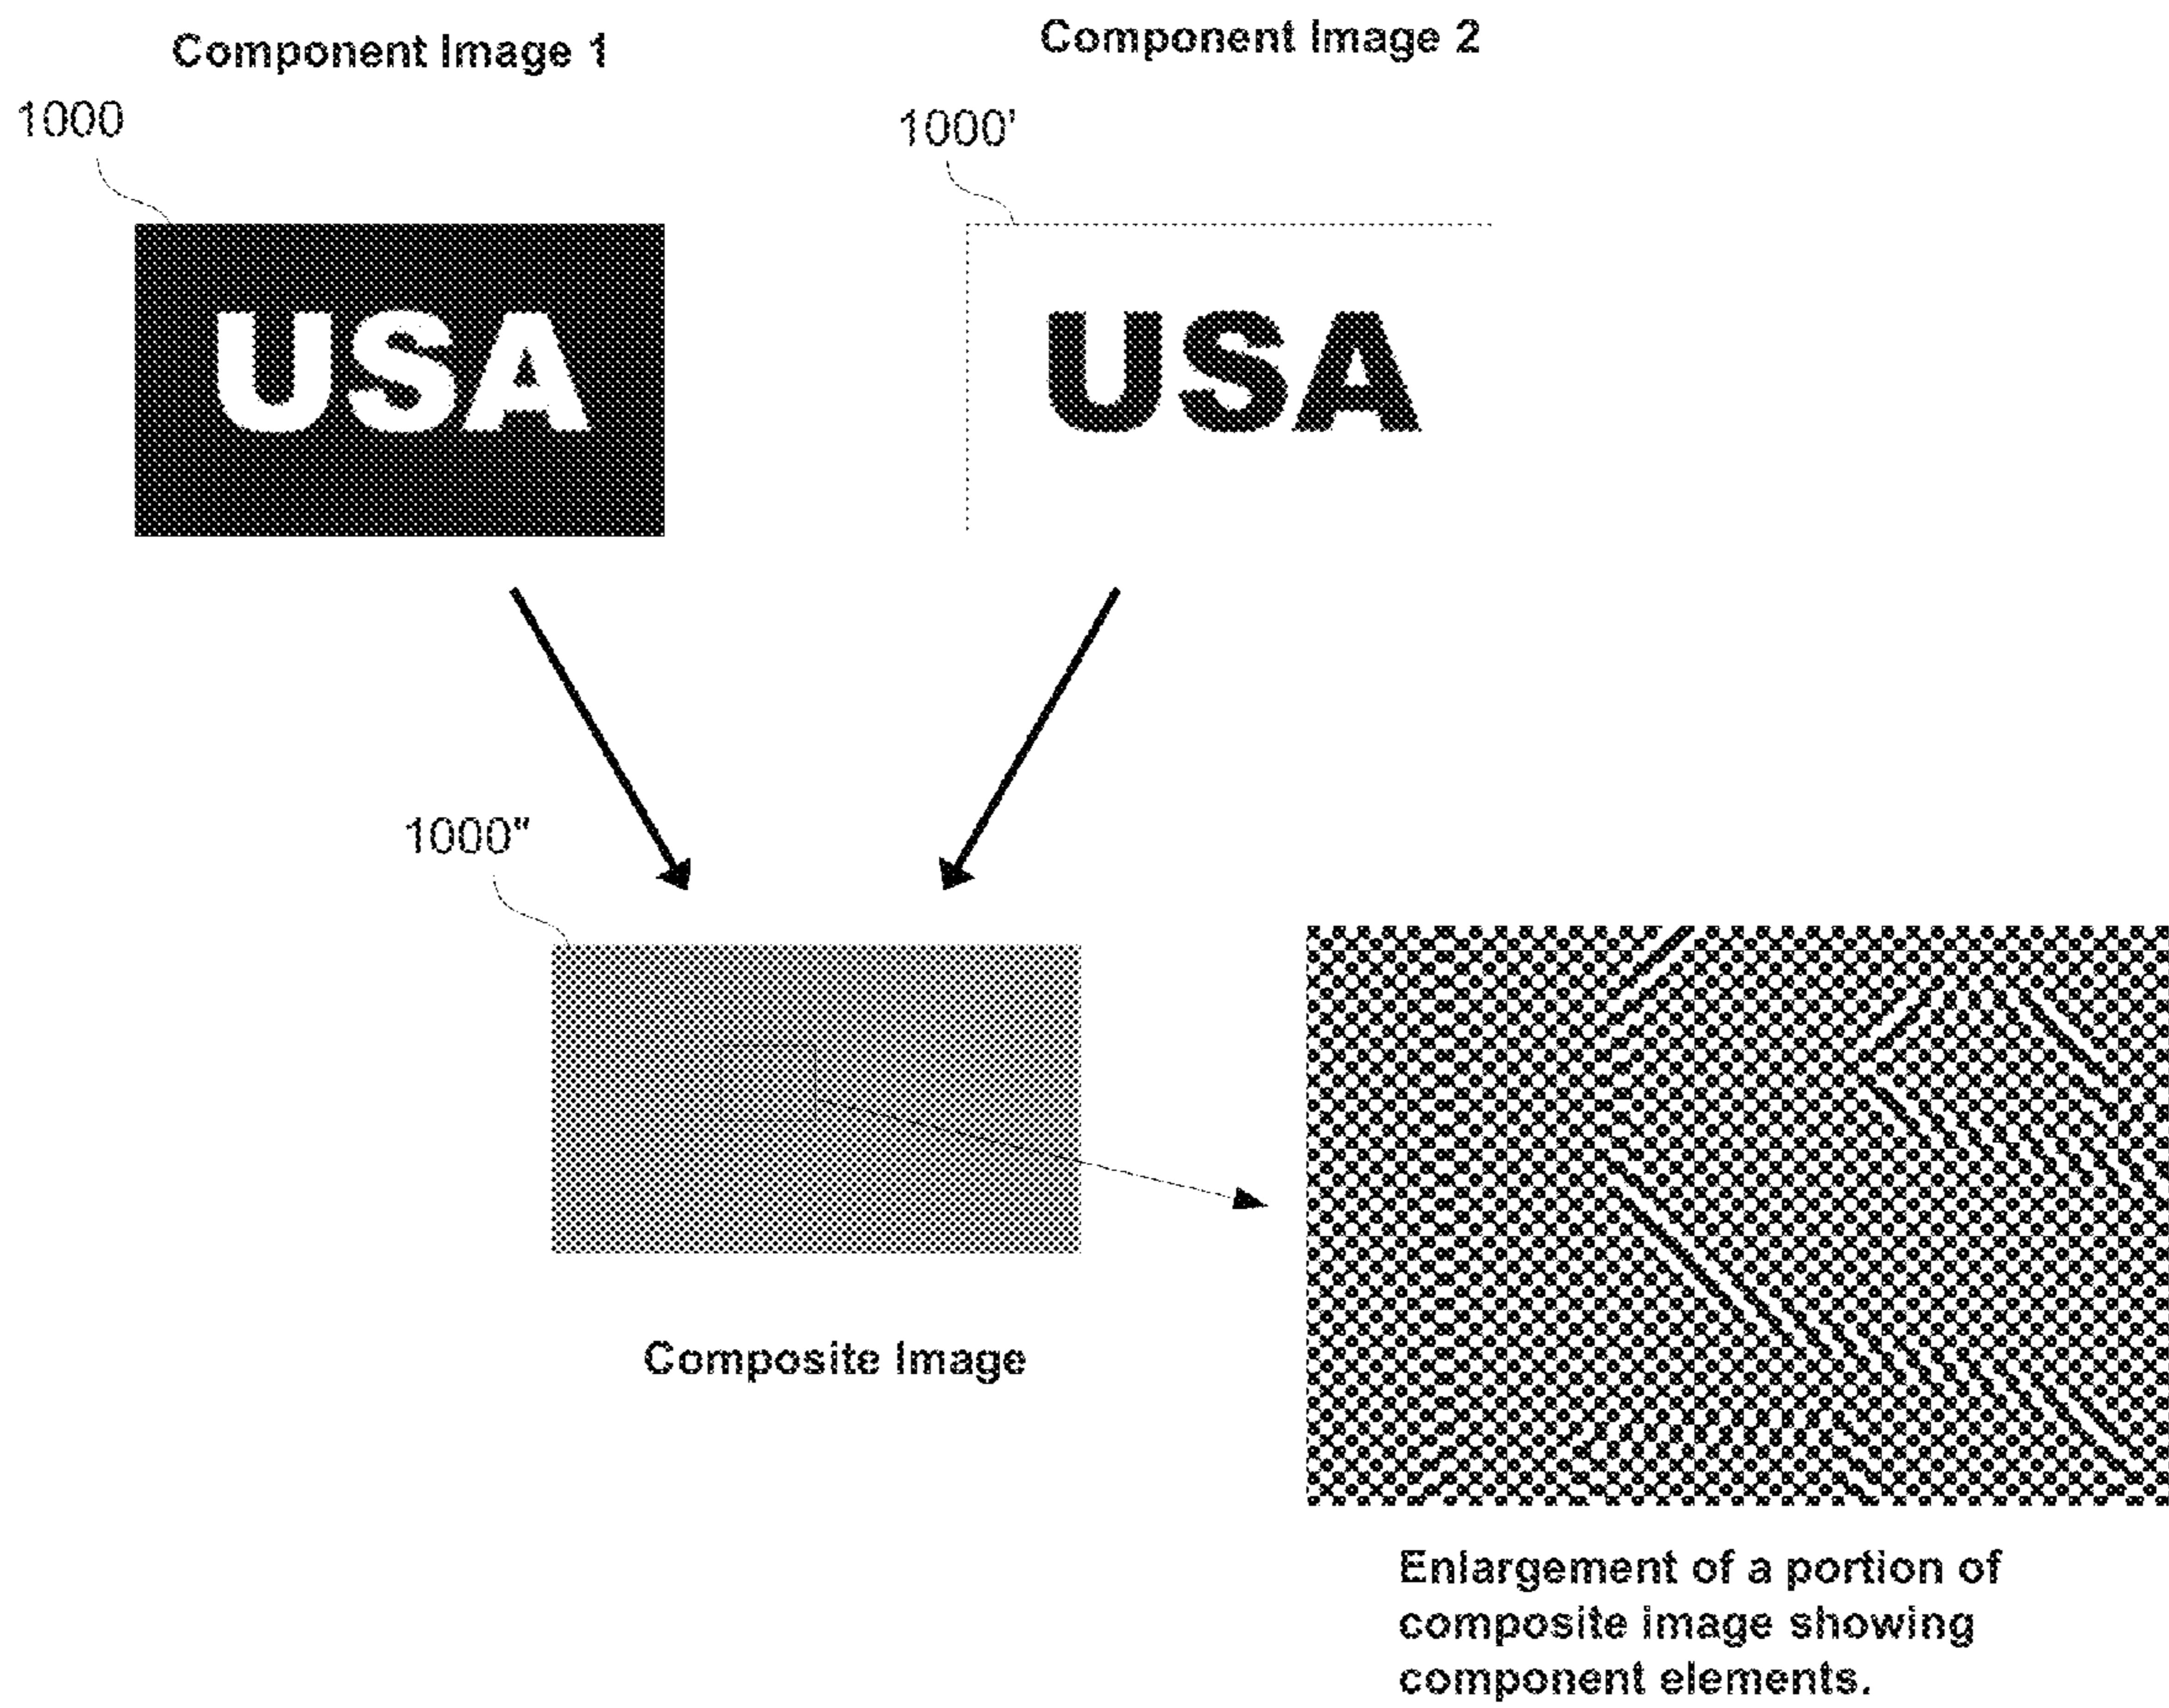 Component Image 1
Component Image 2
1000
1000'
USA
USA
1000"
Composite Image
Enlargement of a portion of
composite image showing
component elements.